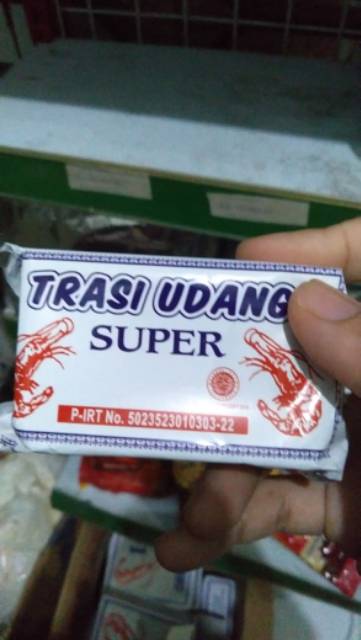 TRASI UDANG
SUPER
P-IRT No. 5023523010303-22